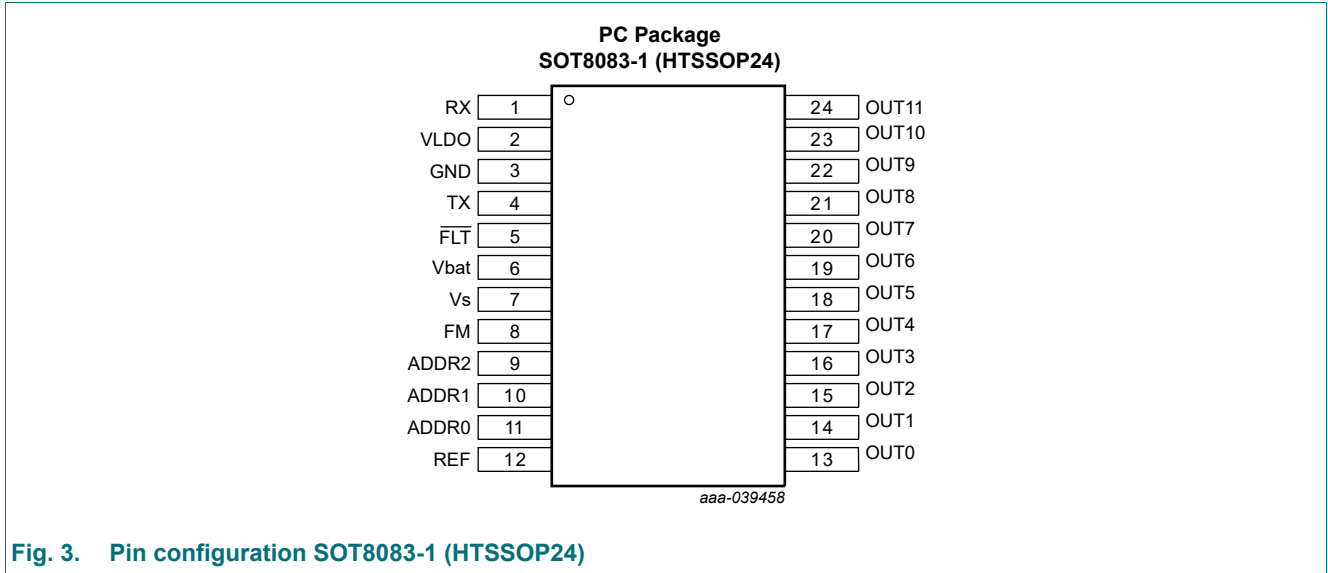 PC Package
SOT8083-1 (HTSSOP24)
RX 1 24 OUT11
VLDO 2 23 OUT10
GND 3 22 OUT9
TX 4 21 OUT8
F̅L̅T̅ 5 20 OUT7
Vbat 6 19 OUT6
Vs 7 18 OUT5
FM 8 17 OUT4
ADDR2 9 16 OUT3
ADDR1 10 15 OUT2
ADDR0 11 14 OUT1
REF 12 13 OUT0
aaa-039458
Fig. 3. Pin configuration SOT8083-1 (HTSSOP24)